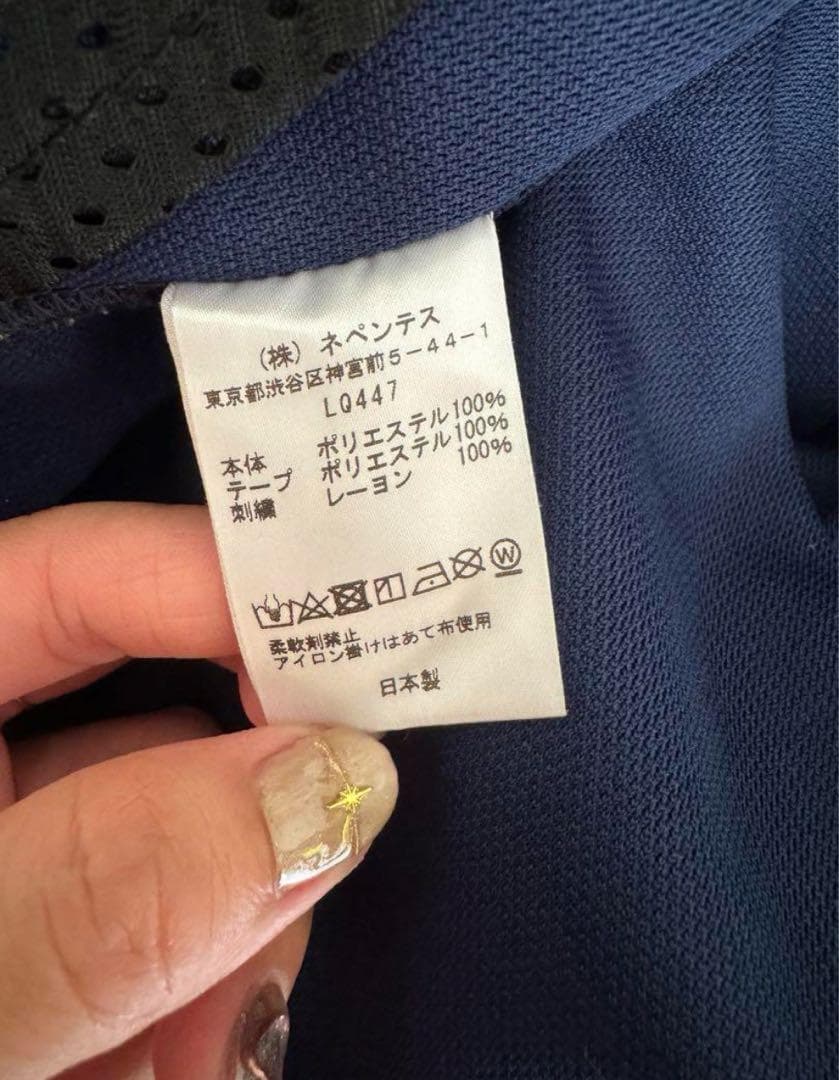 (株) ネペンテス
東京都渋谷区神宮前5-44-1
LQ447
本体 ポリエステル100%
テープ ポリエステル100%
刺繍 レーヨン 100%
W
柔軟剤禁止
アイロン掛けはあて布使用
日本製